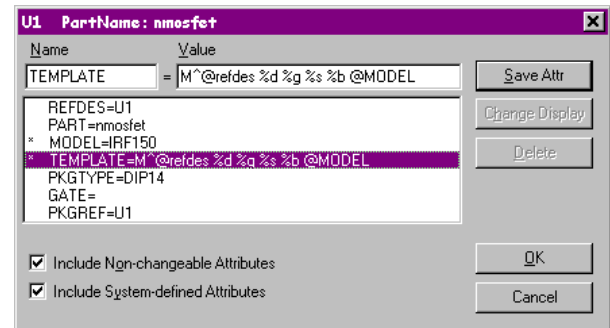 U1 PartName: nmosfet
Name Value
TEMPLATE = M^@refdes %d %g %s %b @MODEL
Save Attr
REFDES=U1
PART=nmosfet
* MODEL=IRF150
* TEMPLATE=M^@refdes %d %g %s %b @MODEL
PKGTYPE=DIP14
GATE=
PKGREF=U1
Change Display
Delete
Include Non-changeable Attributes
Include System-defined Attributes
OK
Cancel